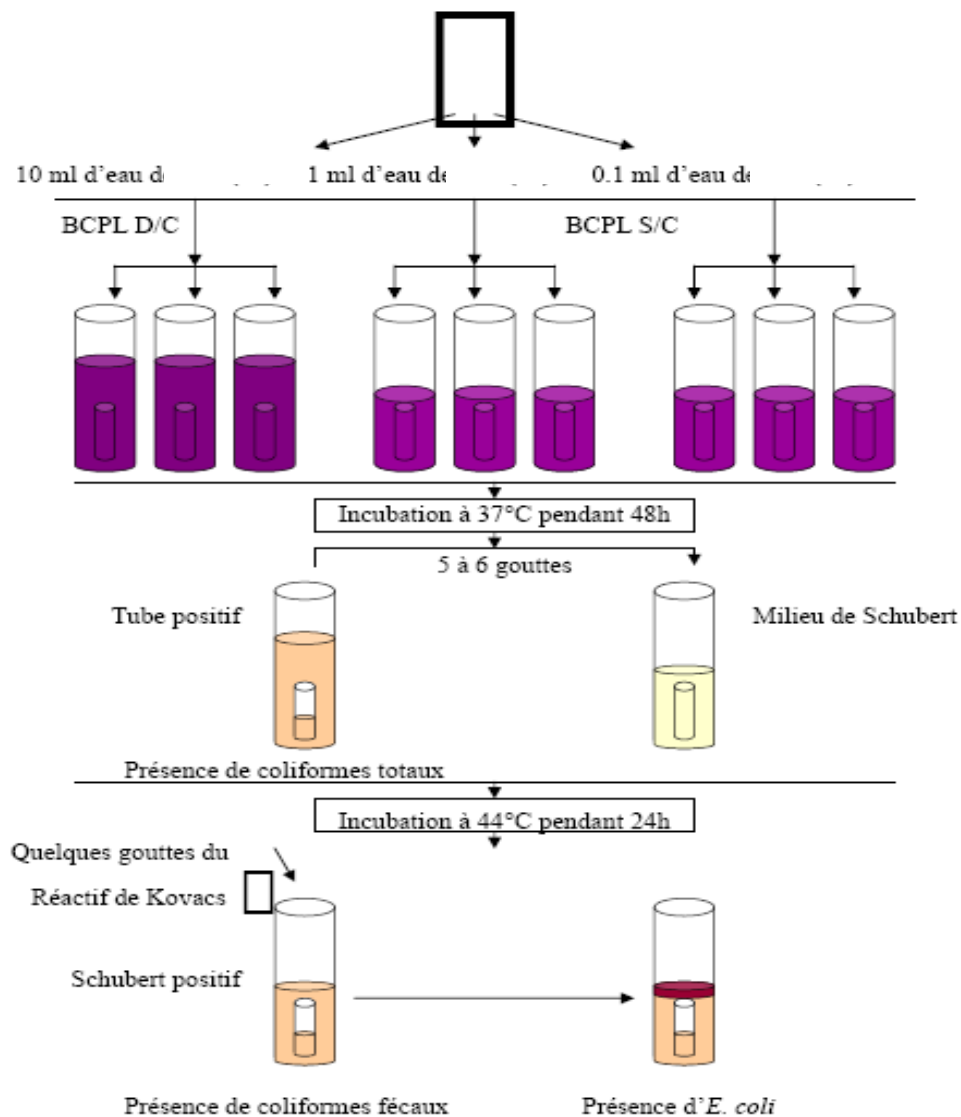 10 ml d'eau de 1 ml d'eau de 0.1 ml d'eau de
BCPL D/C BCPL S/C
Incubation à 37°C pendant 48h
5 à 6 gouttes
Tube positif Milieu de Schubert
Présence de coliformes totaux
Incubation à 44°C pendant 24h
Quelques gouttes du
Réactif de Kovacs
Schubert positif
Présence de coliformes fécaux Présence d'E. coli